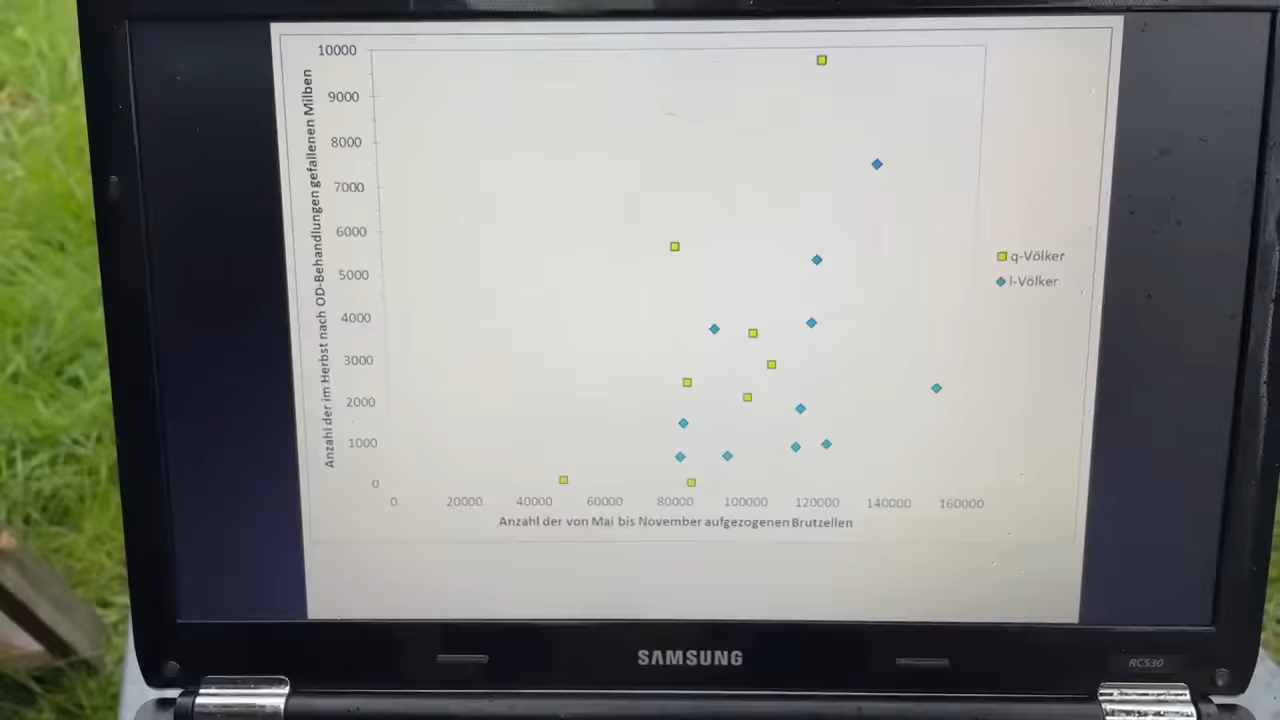 10000
9000
8000
7000
6000
5000
4000
3000
2000
1000
0
Anzahl der im Herbst nach OD-Behandlungen gefallenen Milben
q-Völker
l-Völker
0 20000 40000 60000 80000 100000 120000 140000 160000
Anzahl der von Mai bis November aufgezogenen Brutzellen
SAMSUNG
RC530